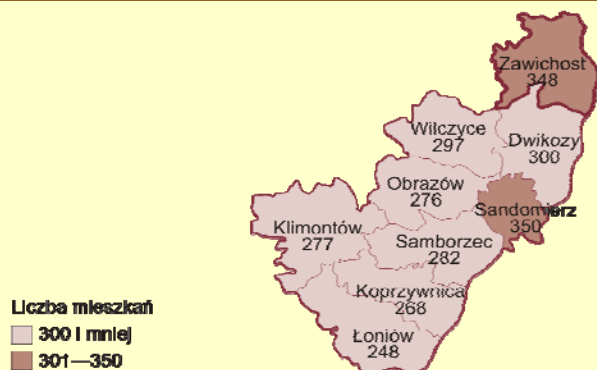 Zawichost
348
Wilczyce
297
Dwikozy
300
Obrazów
276
Sandomierz
350
Klimontów
277
Samborzec
282
Koprzywnica
268
Łoniów
248
Liczba mieszkań
300 i mniej
301—350